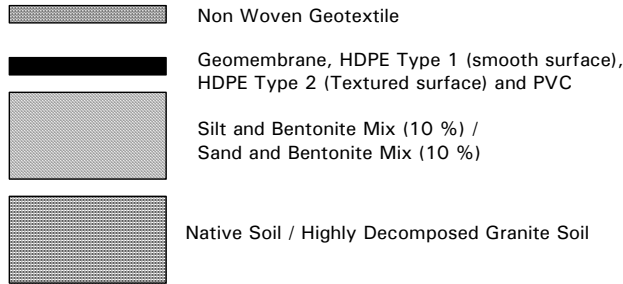 Non Woven Geotextile
Geomembrane, HDPE Type 1 (smooth surface),
HDPE Type 2 (Textured surface) and PVC
Silt and Bentonite Mix (10 %) /
Sand and Bentonite Mix (10 %)
Native Soil / Highly Decomposed Granite Soil